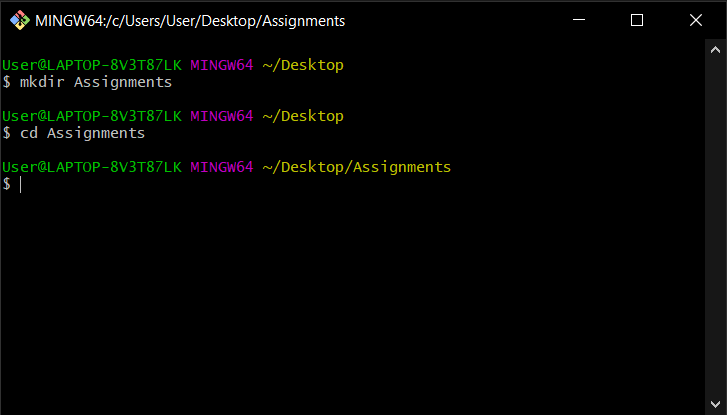 MINGW64:/c/Users/User/Desktop/Assignments
User@LAPTOP-8V3T87LK MINGW64 ~/Desktop
$ mkdir Assignments
User@LAPTOP-8V3T87LK MINGW64 ~/Desktop
$ cd Assignments
User@LAPTOP-8V3T87LK MINGW64 ~/Desktop/Assignments
$